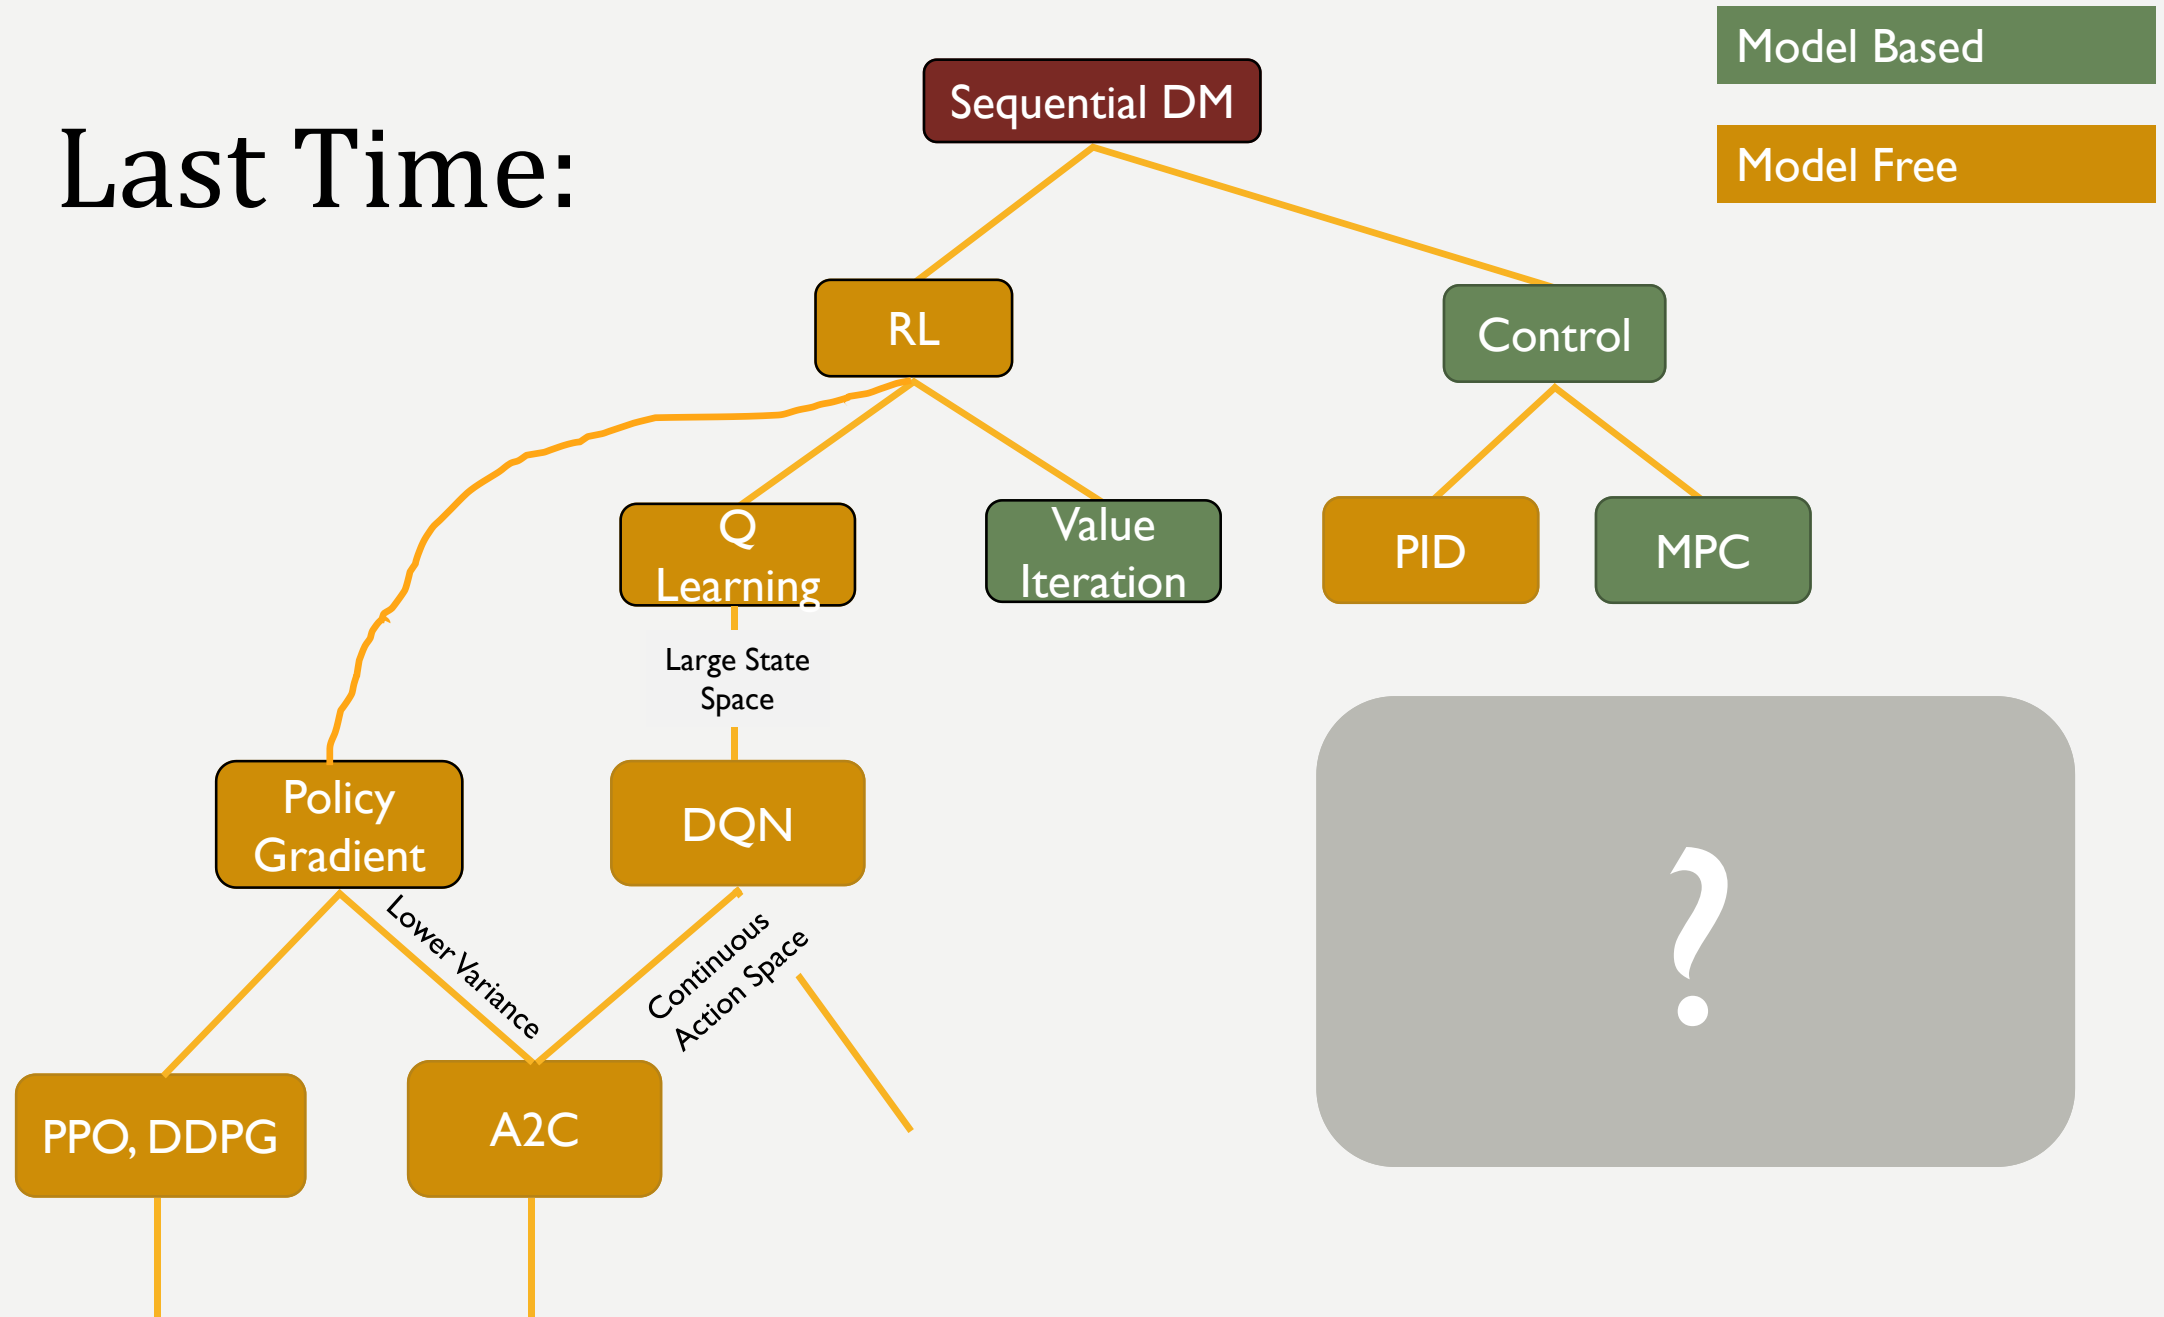 Model Based
Sequential DM
Last Time:
Model Free
RL
Control
Q
Learning
Value
Iteration
PID
MPC
Large State
Space
Policy
Gradient
DQN
?
Lower Variance
Continuous
Action Space
PPO, DDPG
A2C